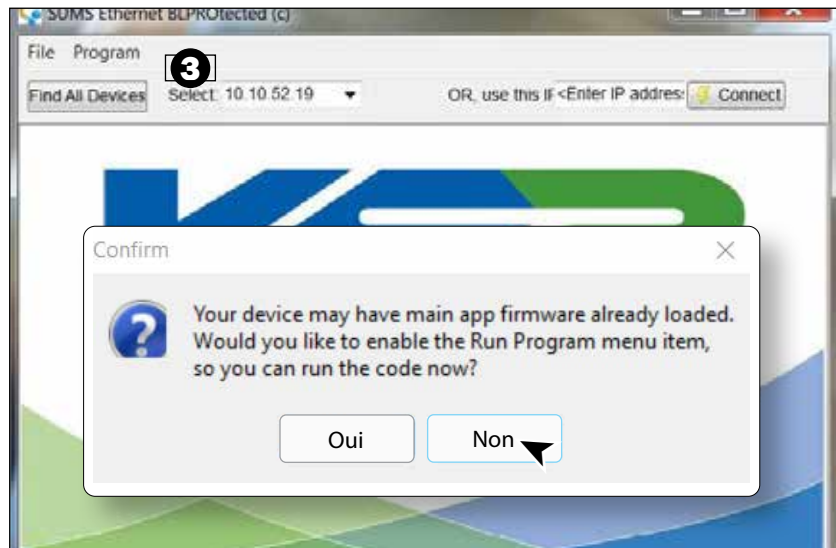 SUMS Ethernet BLPROtected (c)
File Program
3
Find All Devices Select: 10.10.52.19 OR, use this IF <Enter IP addres: Connect
Confirm
Your device may have main app firmware already loaded.
Would you like to enable the Run Program menu item,
so you can run the code now?
Oui Non